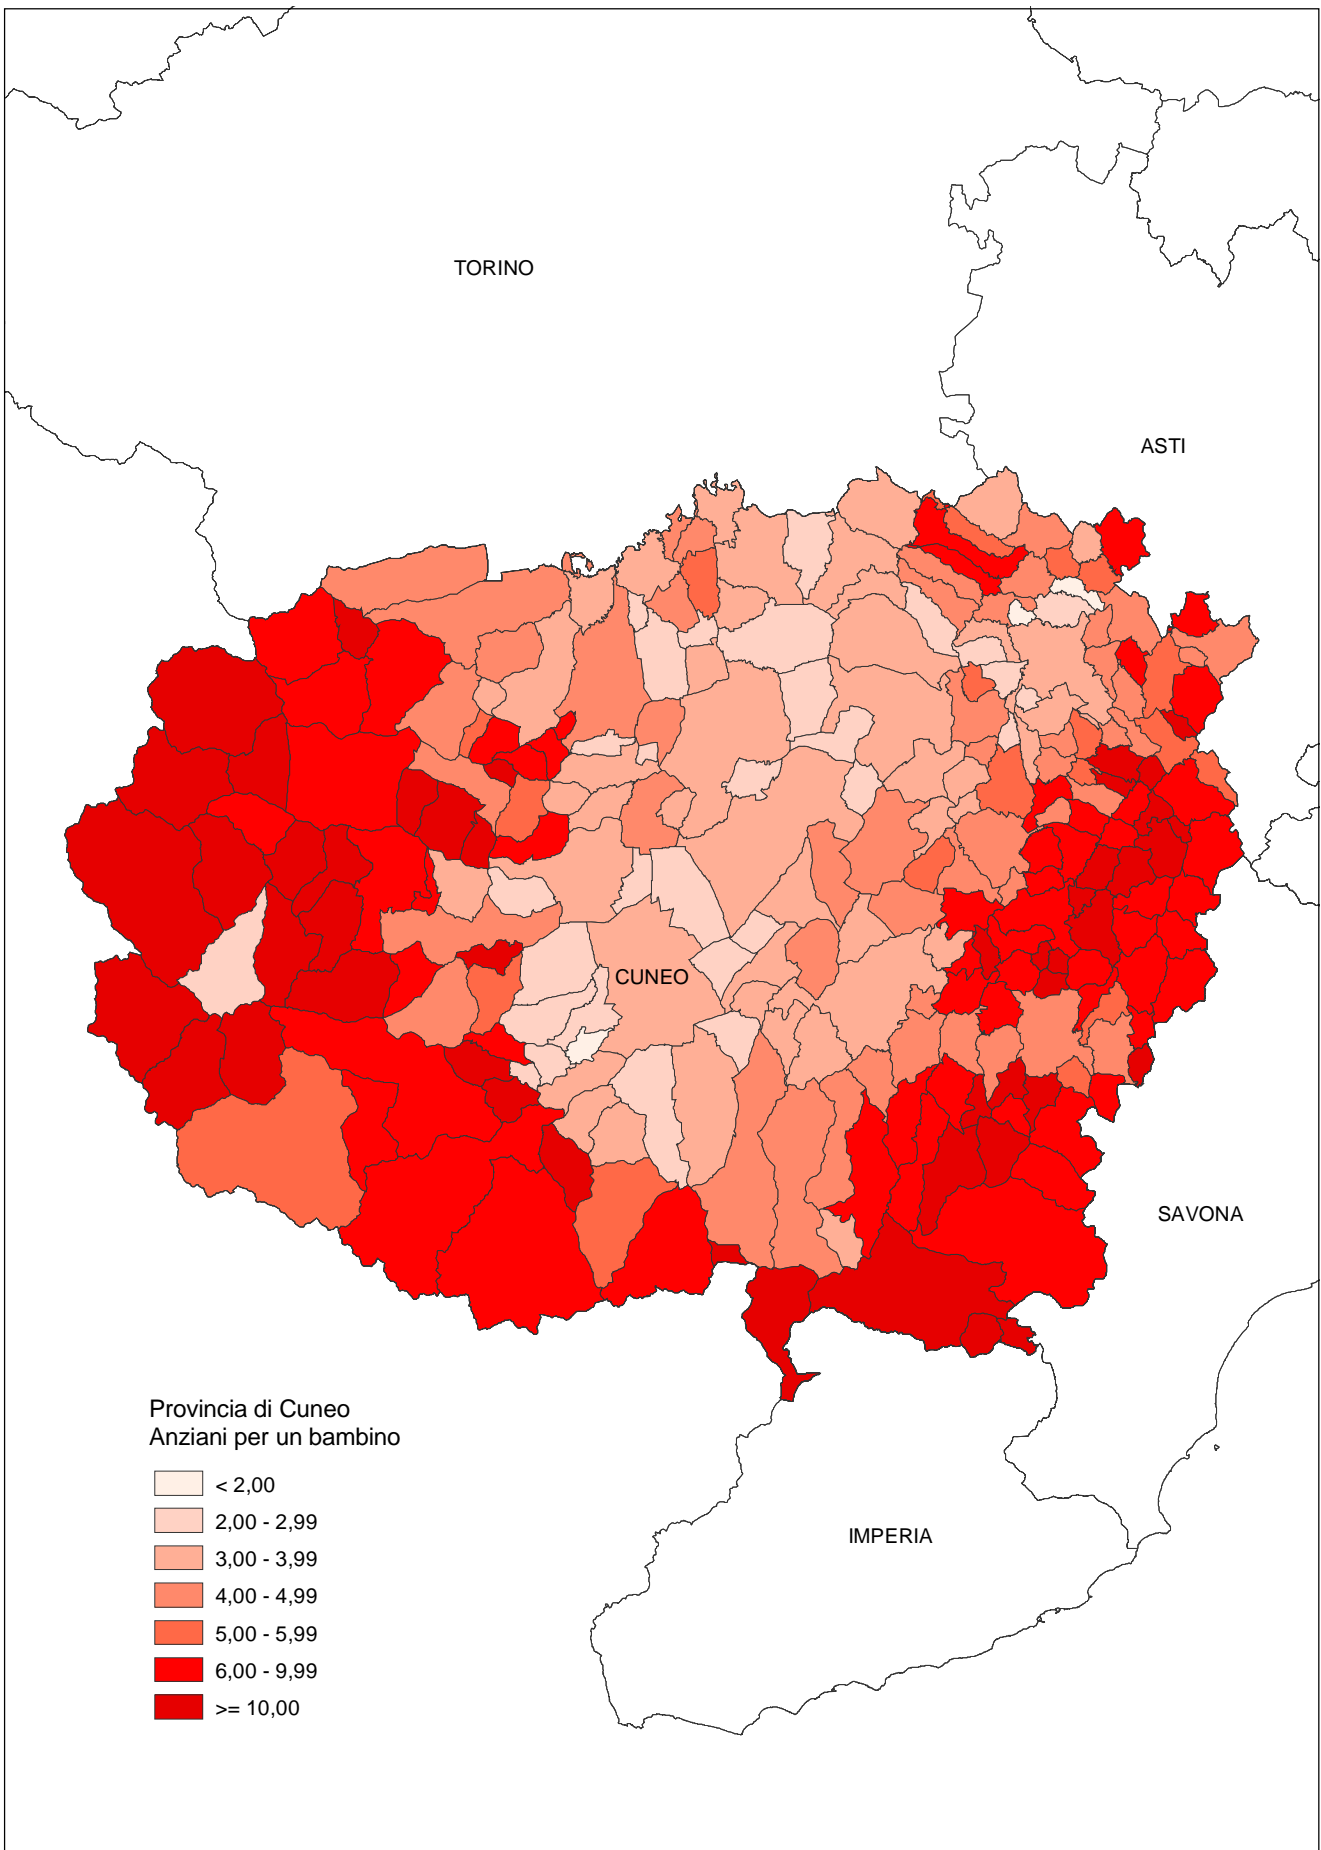 TORINO
ASTI
CUNEO
SAVONA
Provincia di Cuneo
Anziani per un bambino
< 2,00
2,00 - 2,99
3,00 - 3,99
4,00 - 4,99
5,00 - 5,99
6,00 - 9,99
>= 10,00
IMPERIA